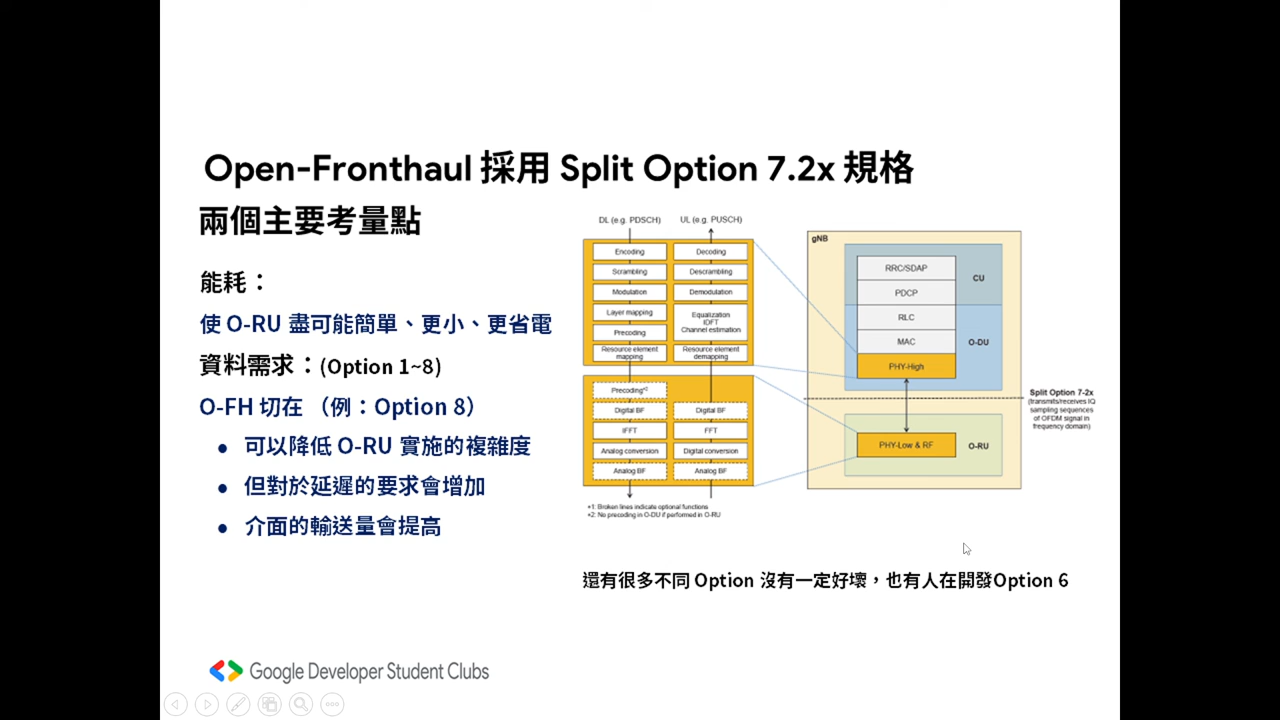 Open-Fronthaul 採用 Split Option 7.2x 規格
兩個主要考量點
能耗：
使 O-RU 盡可能簡單、更小、更省電
資料需求：(Option 1~8)
O-FH 切在 （例：Option 8）
• 可以降低 O-RU 實施的複雜度
• 但對於延遲的要求會增加
• 介面的輸送量會提高
DL (e.g. PDSCH)
UL (e.g. PUSCH)
Encoding
Scrambling
Modulation
Layer mapping
Precoding
Resource element
mapping
Decoding
Descrambling
Demodulation
Equalization
IDFT
Channel estimation
Resource element
demapping
Precoding*2
Digital BF
IFFT
Analog conversion
Analog BF
Digital BF
FFT
Digital conversion
Analog BF
*1: Broken lines indicate optional functions
*2: No precoding in O-DU if performed in O-RU
gNB
RRC/SDAP
PDCP
RLC
MAC
PHY-High
PHY-Low & RF
CU
O-DU
O-RU
Split Option 7-2x
(transmits/receives IQ
sampling sequences
of OFDM signal in
frequency domain)
還有很多不同 Option 沒有一定好壞，也有人在開發Option 6
Google Developer Student Clubs